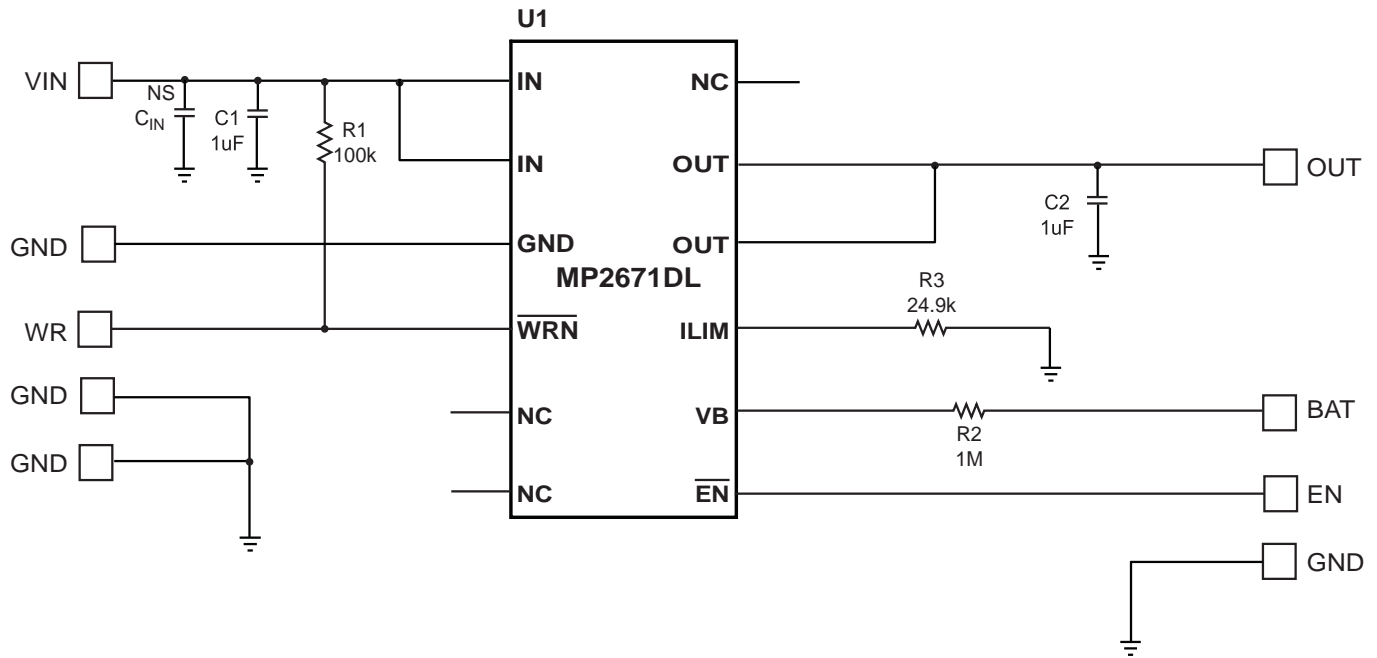 U1
VIN
NS
CIN
C1
1uF
R1
100k
IN
NC
IN
OUT
OUT
C2
1uF
GND
GND
OUT
MP2671DL
R3
24.9k
WR
WRN
ILIM
GND
NC
VB
BAT
R2
1M
GND
NC
EN
EN
GND